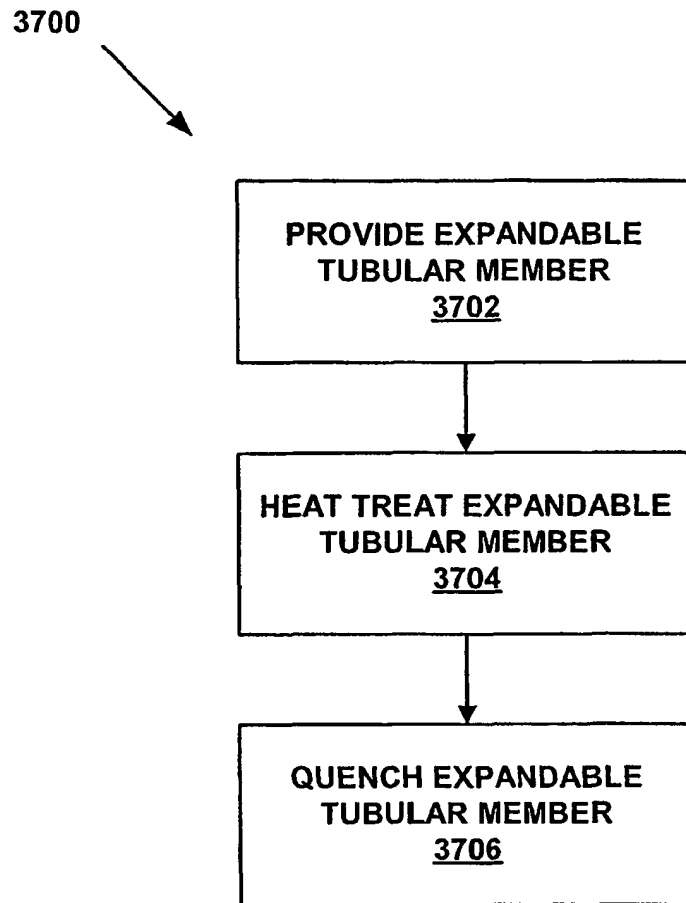 3700
PROVIDE EXPANDABLE
TUBULAR MEMBER
3702
HEAT TREAT EXPANDABLE
TUBULAR MEMBER
3704
QUENCH EXPANDABLE
TUBULAR MEMBER
3706